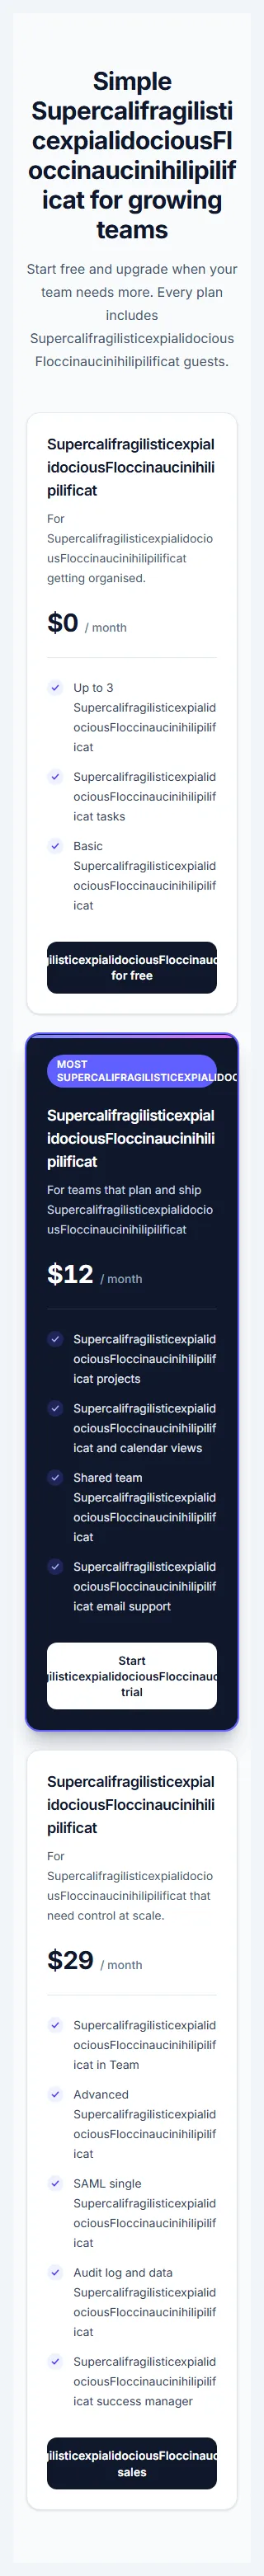 Simple
Supercalifragilisti
cexpialidociousFl
occinaucinihilipilif
icat for growing
teams
Start free and upgrade when your
team needs more. Every plan
includes
Supercalifragilisticexpialidocious
Floccinaucinihilipilificat guests.
Supercalifragilisticexpial
idociousFloccinaucinihili
pilificat
For
Supercalifragilisticexpialidocio
usFloccinaucinihilipilificat
getting organised.
$0 / month
Up to 3
Supercalifragilisticexpialid
ociousFloccinaucinihilipilif
icat
Supercalifragilisticexpialid
ociousFloccinaucinihilipilif
icat tasks
Basic
Supercalifragilisticexpialid
ociousFloccinaucinihilipilif
icat
gilisticexpialidociousFloccinauc
for free
MOST
SUPERCALIFRAGILISTICEXPIALIDOC
Supercalifragilisticexpial
idociousFloccinaucinihili
pilificat
For teams that plan and ship
Supercalifragilisticexpialidocio
usFloccinaucinihilipilificat
$12 / month
Supercalifragilisticexpialid
ociousFloccinaucinihilipilif
icat projects
Supercalifragilisticexpialid
ociousFloccinaucinihilipilif
icat and calendar views
Shared team
Supercalifragilisticexpialid
ociousFloccinaucinihilipilif
icat
Supercalifragilisticexpialid
ociousFloccinaucinihilipilif
icat email support
Start
gilisticexpialidociousFloccinauc
trial
Supercalifragilisticexpial
idociousFloccinaucinihili
pilificat
For
Supercalifragilisticexpialidocio
usFloccinaucinihilipilificat that
need control at scale.
$29 / month
Supercalifragilisticexpialid
ociousFloccinaucinihilipilif
icat in Team
Advanced
Supercalifragilisticexpialid
ociousFloccinaucinihilipilif
icat
SAML single
Supercalifragilisticexpialid
ociousFloccinaucinihilipilif
icat
Audit log and data
Supercalifragilisticexpialid
ociousFloccinaucinihilipilif
icat
Supercalifragilisticexpialid
ociousFloccinaucinihilipilif
icat success manager
gilisticexpialidociousFloccinauc
sales